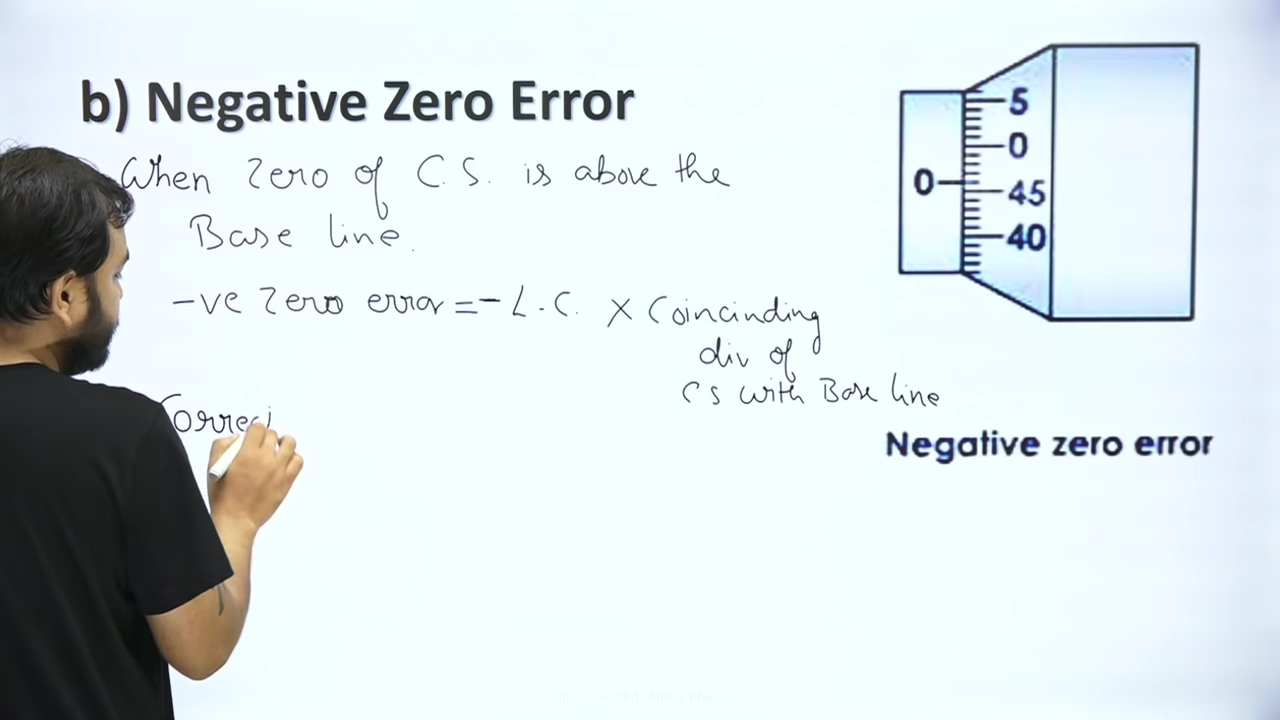 b) Negative Zero Error
When Zero of C.S. is above the
Base line.
-ve Zero error = - L.C. X Coincinding
div of
CS with Base line
Correc
5
0
0
45
40
Negative zero error